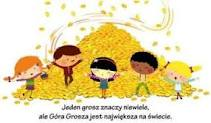 Jeden grosz znaczy niewiele,
ale Góra Grosza jest największa na świecie.